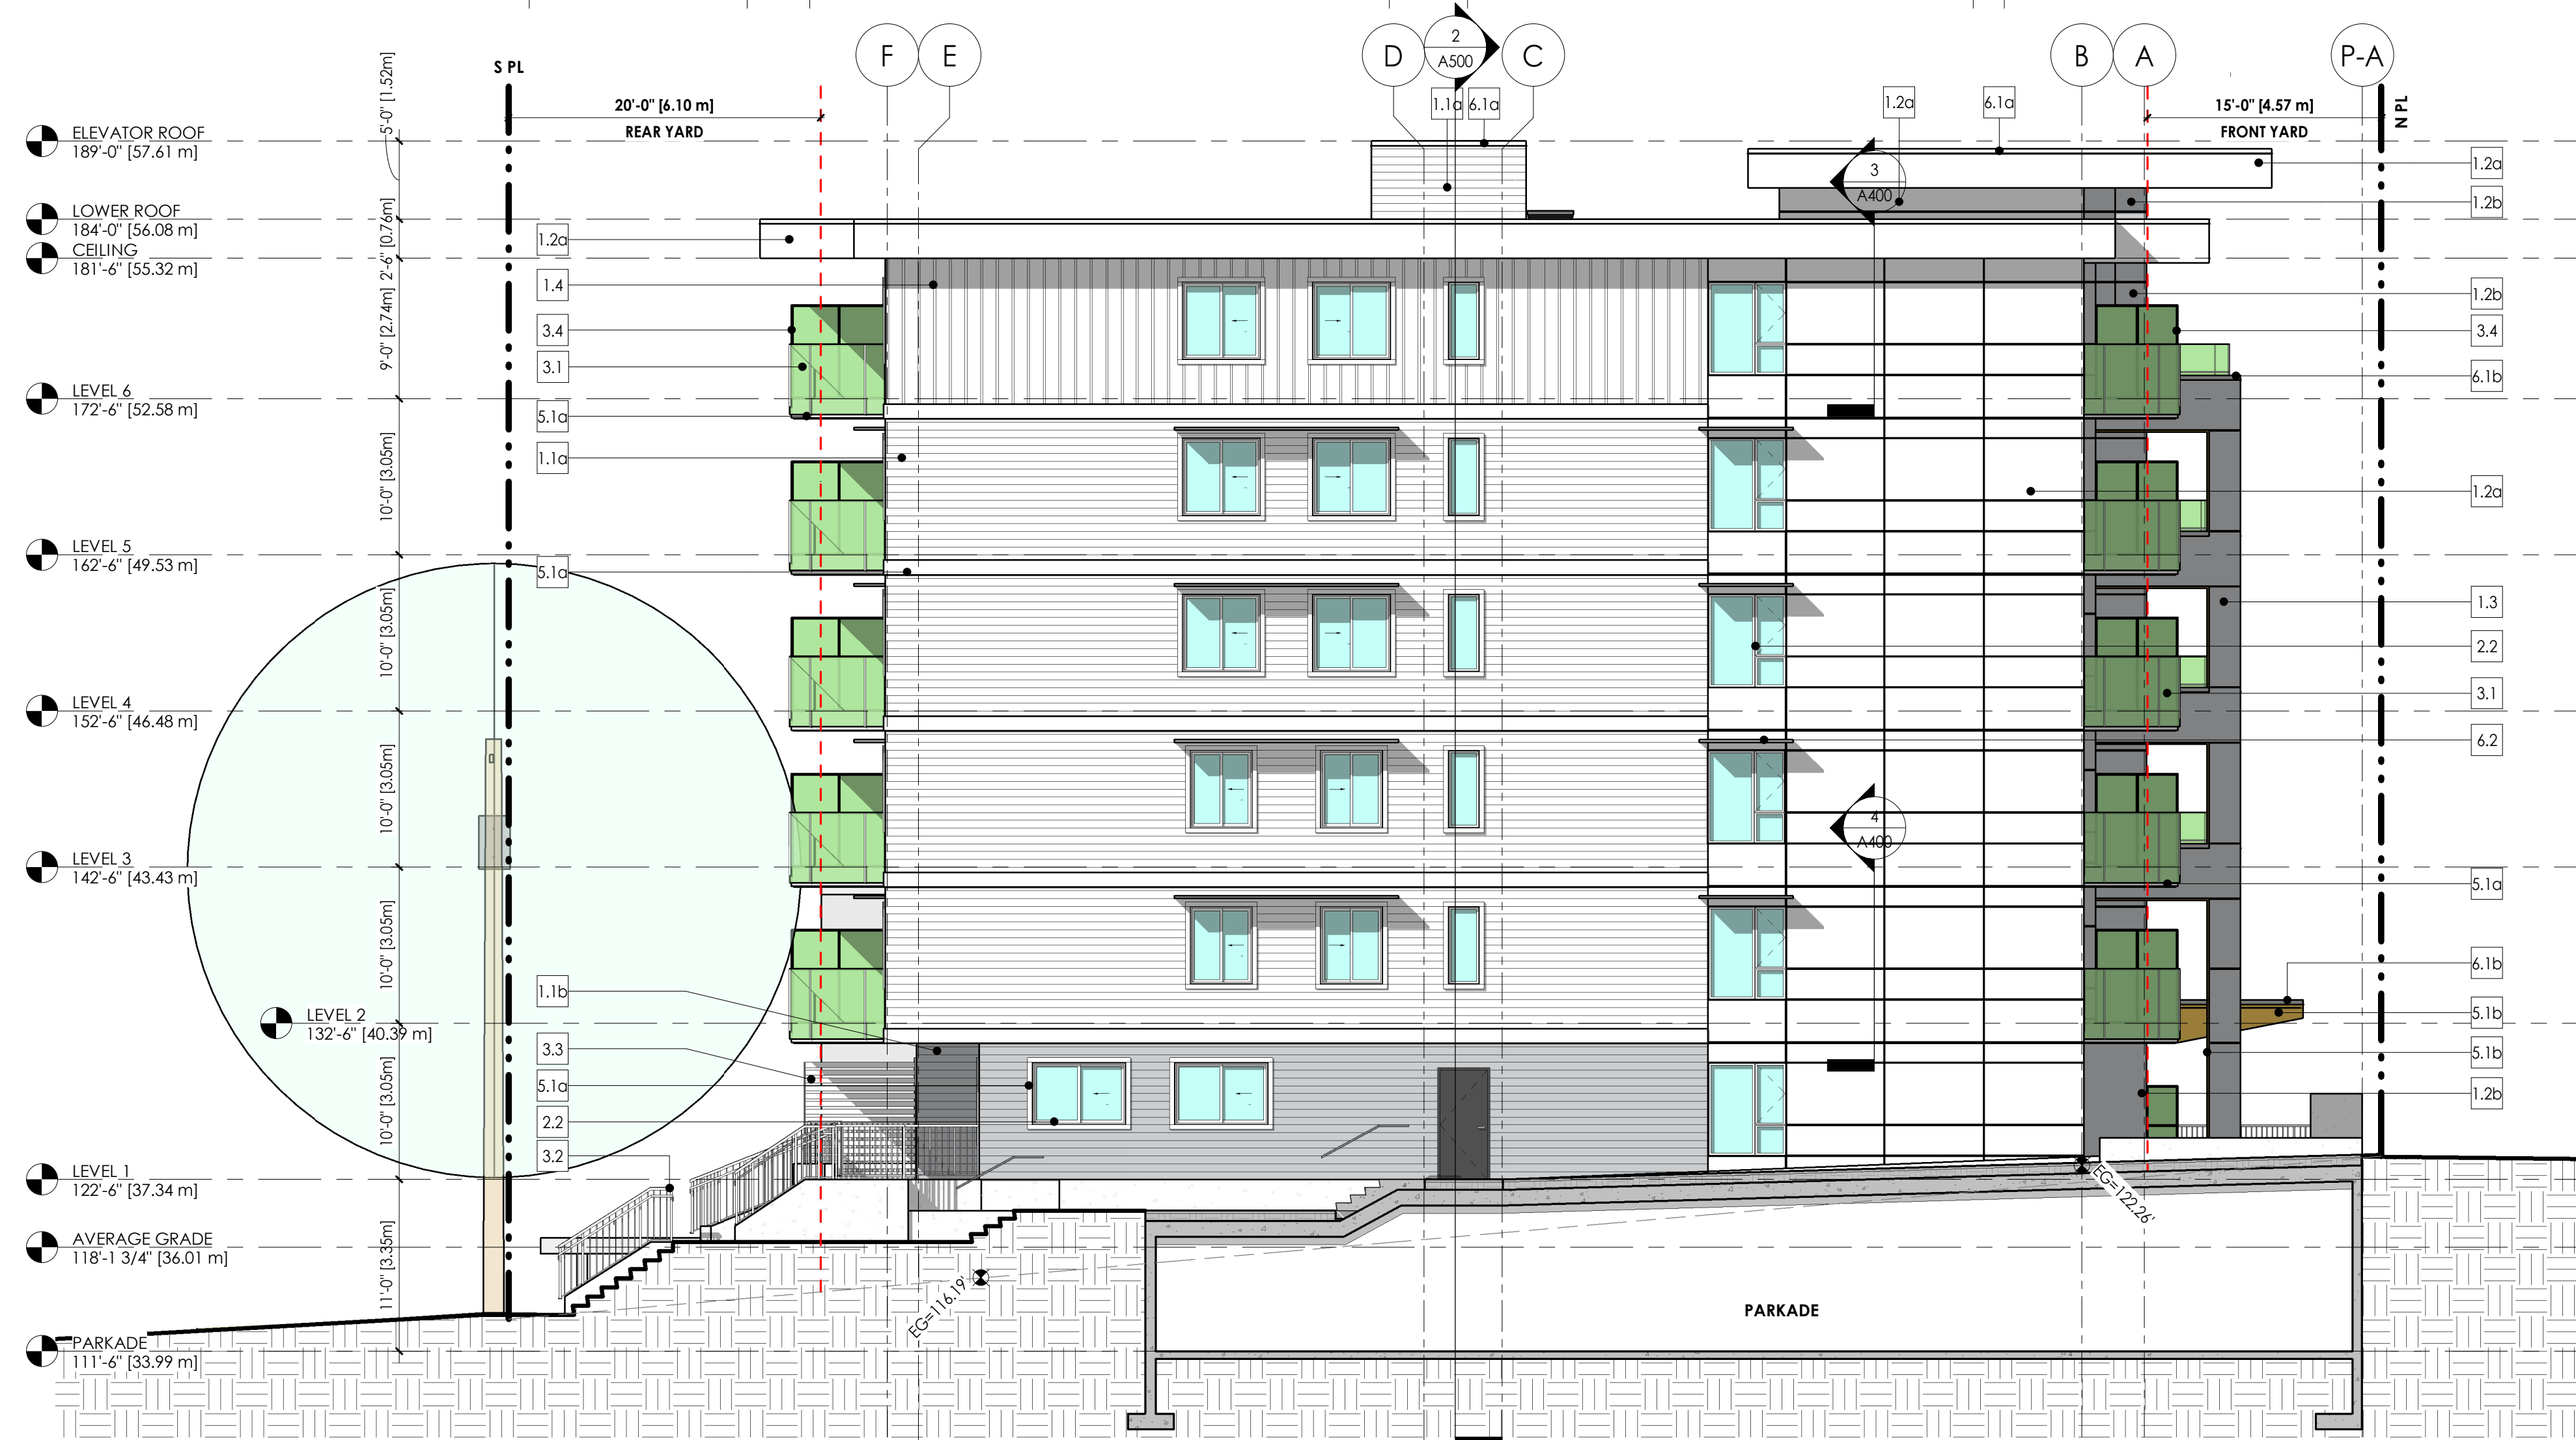 S PL
F
E
D
2
A500
C
B
A
P-A
20'-0" [6.10 m]
REAR YARD
1.1a
6.1a
1.2a
6.1a
15'-0" [4.57 m]
FRONT YARD
N PL
5'-0" [1.52m]
ELEVATOR ROOF
189'-0" [57.61 m]
3
A400
1.2a
1.2b
LOWER ROOF
184'-0" [56.08 m]
2'-6" [0.76m]
CEILING
181'-6" [55.32 m]
1.2a
1.4
1.2b
9'-0" [2.74m]
3.4
3.4
3.1
6.1b
LEVEL 6
172'-6" [52.58 m]
5.1a
1.1a
10'-0" [3.05m]
1.2a
LEVEL 5
162'-6" [49.53 m]
5.1a
1.3
10'-0" [3.05m]
2.2
3.1
LEVEL 4
152'-6" [46.48 m]
6.2
10'-0" [3.05m]
4
A400
LEVEL 3
142'-6" [43.43 m]
5.1a
10'-0" [3.05m]
6.1b
1.1b
5.1b
LEVEL 2
132'-6" [40.39 m]
3.3
5.1b
5.1a
1.2b
10'-0" [3.05m]
2.2
3.2
LEVEL 1
122'-6" [37.34 m]
EG=122.26'
AVERAGE GRADE
118'-1 3/4" [36.01 m]
11'-0" [3.35m]
EG=116.19'
PARKADE
PARKADE
111'-6" [33.99 m]